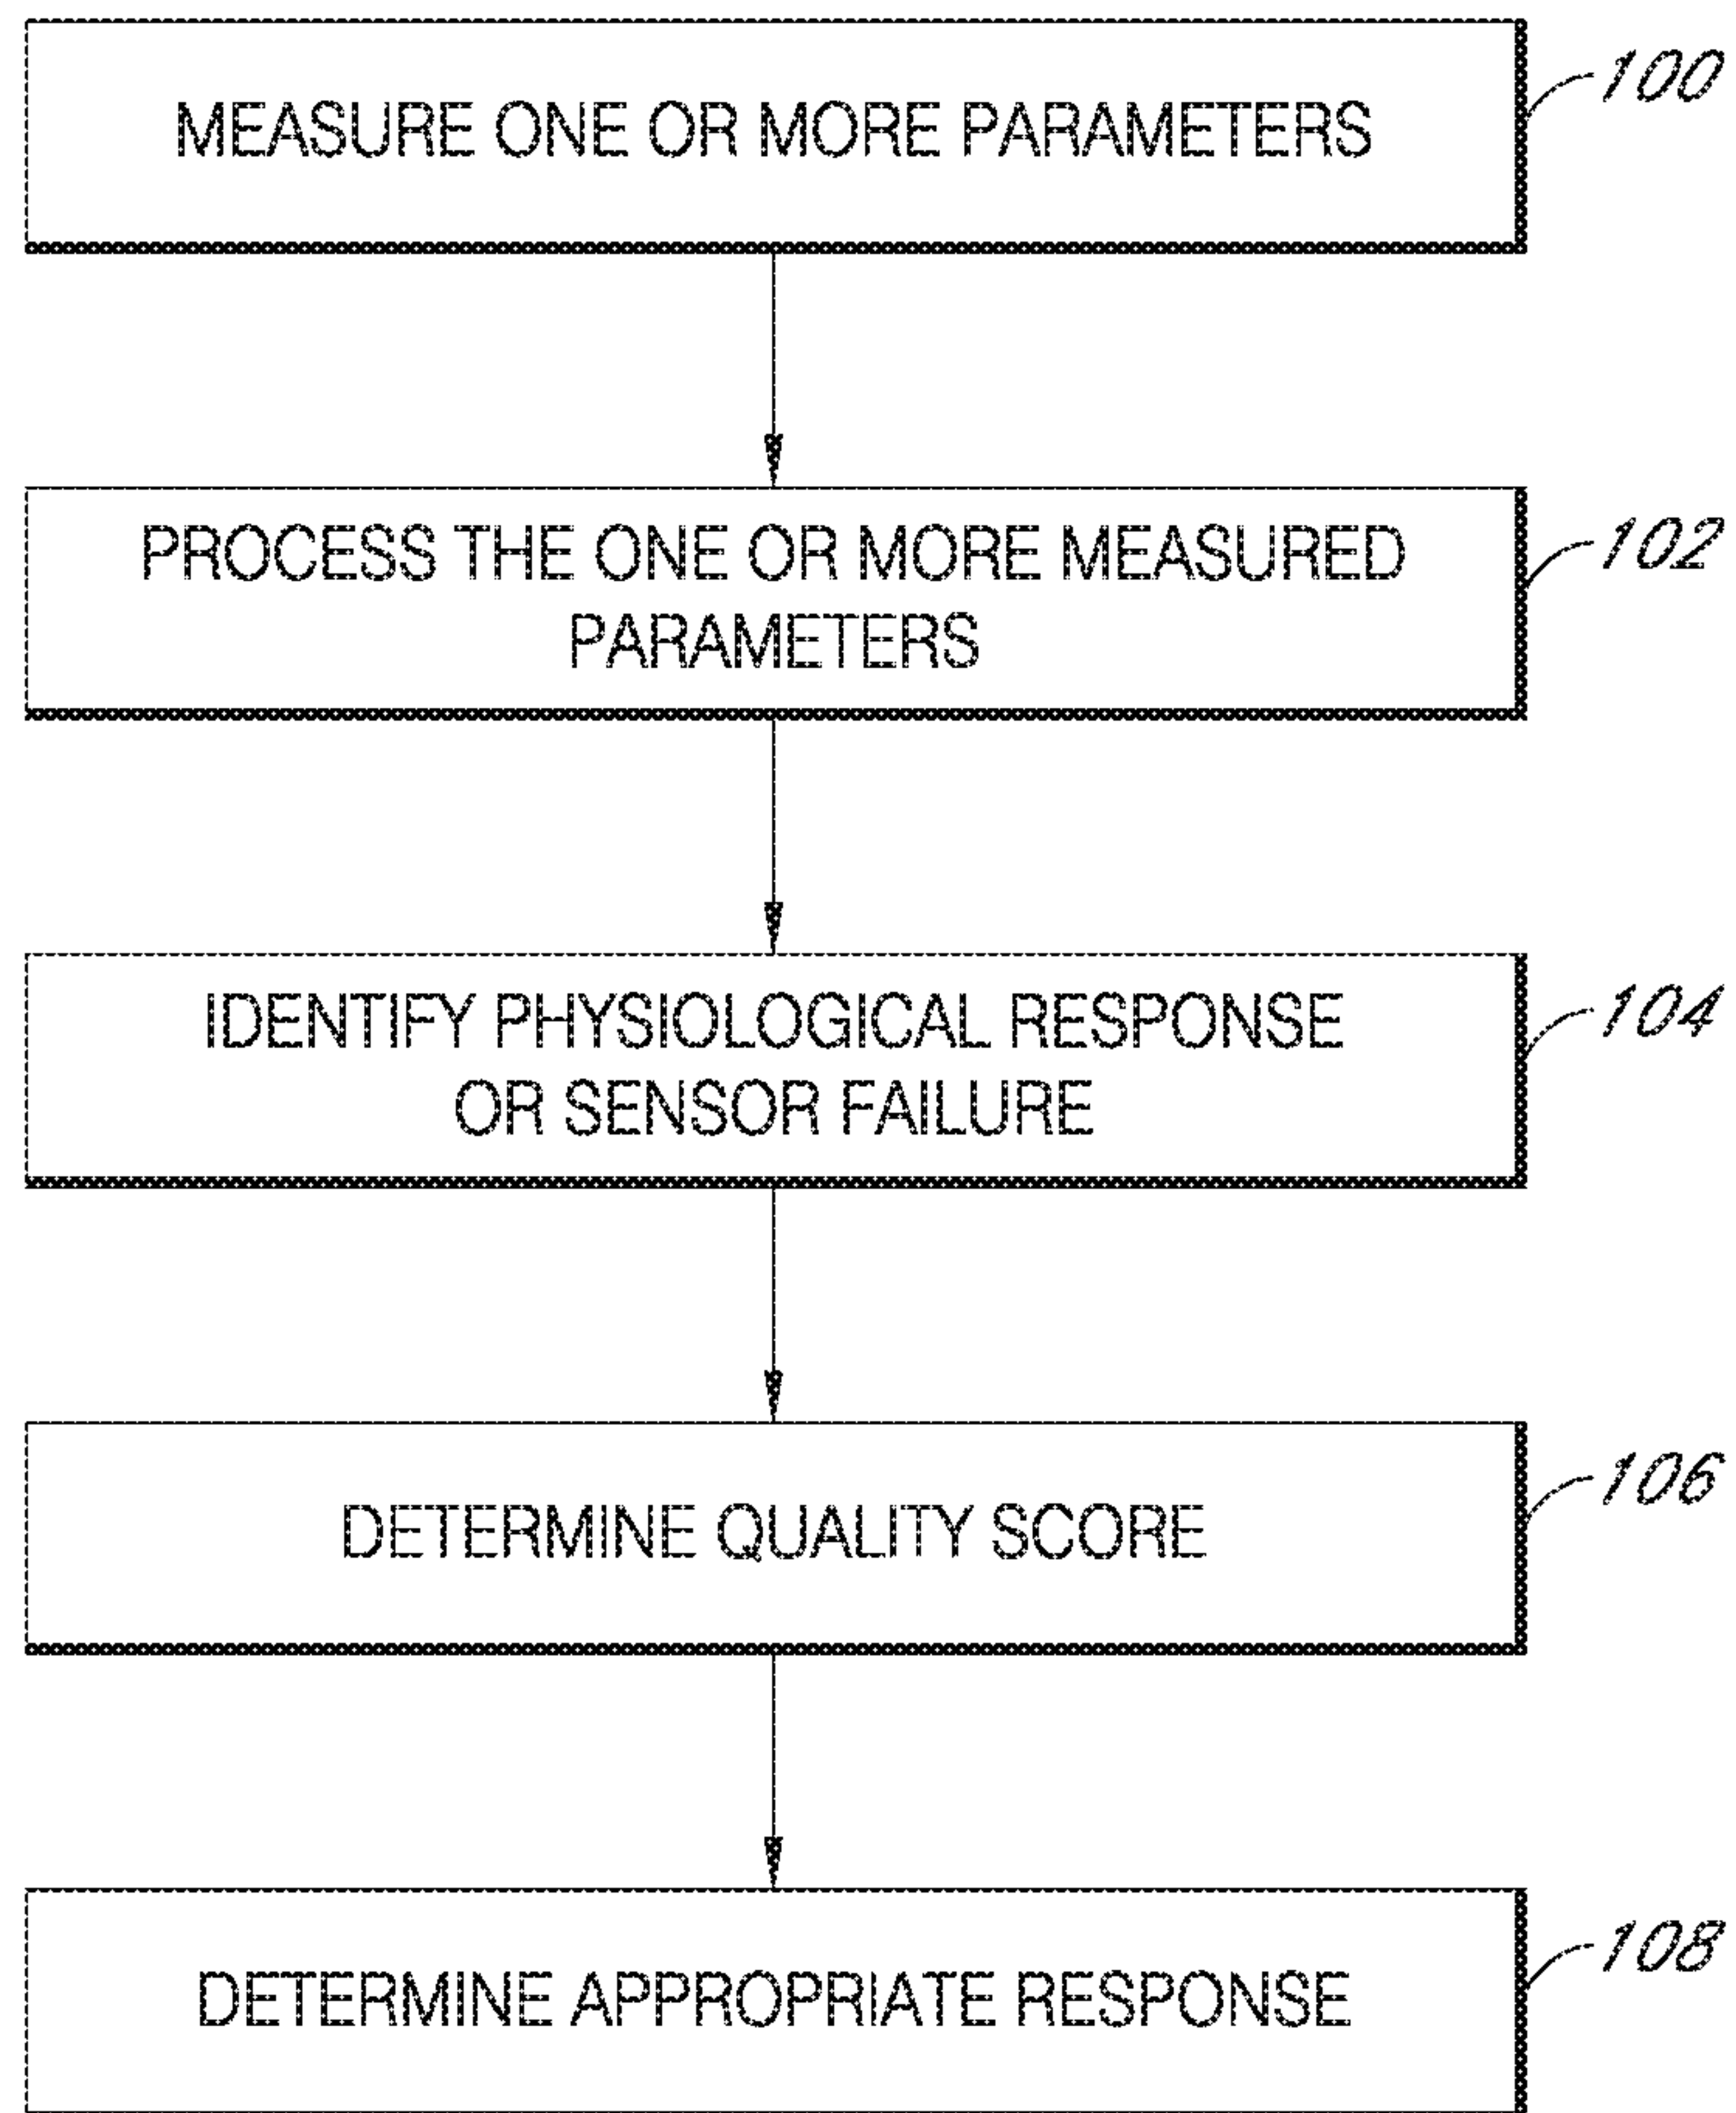 MEASURE ONE OR MORE PARAMETERS
100
PROCESS THE ONE OR MORE MEASURED
PARAMETERS
102
IDENTIFY PHYSIOLOGICAL RESPONSE
OR SENSOR FAILURE
104
DETERMINE QUALITY SCORE
106
DETERMINE APPROPRIATE RESPONSE
108